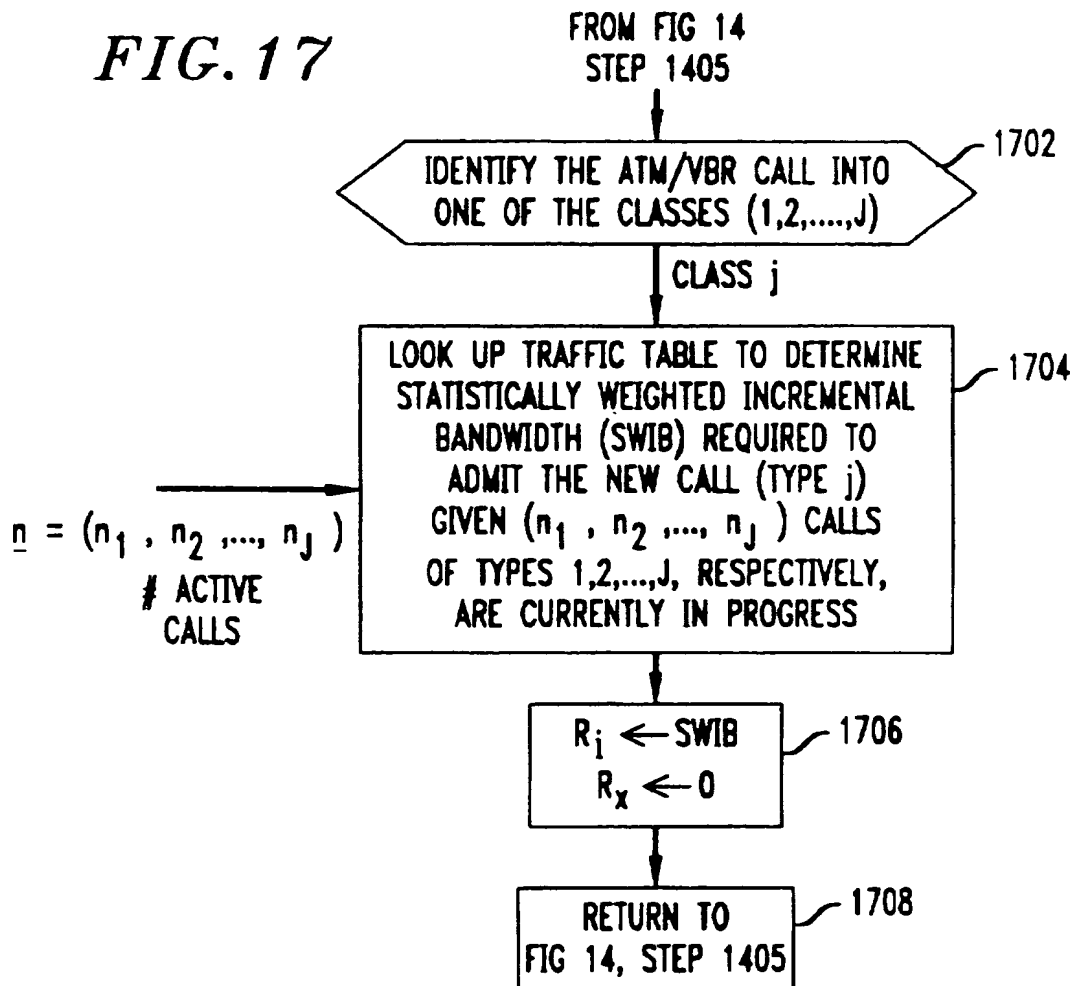 FIG. 17
FROM FIG 14
STEP 1405
IDENTIFY THE ATM/VBR CALL INTO
ONE OF THE CLASSES (1,2,....,J)
1702
CLASS j
LOOK UP TRAFFIC TABLE TO DETERMINE
STATISTICALLY WEIGHTED INCREMENTAL
BANDWIDTH (SWIB) REQUIRED TO
ADMIT THE NEW CALL (TYPE j)
GIVEN (n1 , n2 ,..., nJ ) CALLS
OF TYPES 1,2,...,J, RESPECTIVELY,
ARE CURRENTLY IN PROGRESS
1704
n = (n1 , n2 ,..., nJ )
# ACTIVE
CALLS
Ri ← SWIB
Rx ← 0
1706
RETURN TO
FIG 14, STEP 1405
1708